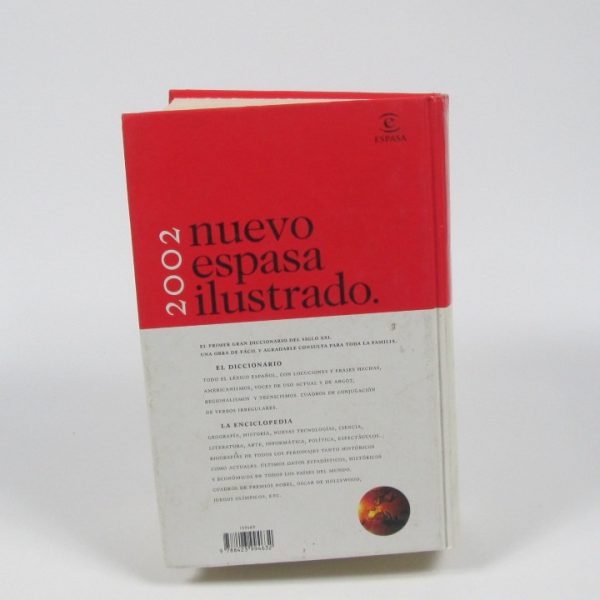 ESPASA
2002
nuevo
espasa
ilustrado.
EL PRIMER GRAN DICCIONARIO DEL SIGLO XXI.
UNA OBRA DE FÁCIL Y AGRADABLE CONSULTA PARA TODA LA FAMILIA.
EL DICCIONARIO
TODO EL LÉXICO ESPAÑOL, CON LOCUCIONES Y FRASES HECHAS,
AMERICANISMOS, VOCES DE USO ACTUAL Y DE ARGOT,
REGIONALISMOS Y TECNICISMOS. CUADROS DE CONJUGACIÓN
DE VERBOS IRREGULARES.
LA ENCICLOPEDIA
GEOGRAFÍA, HISTORIA, NUEVAS TECNOLOGÍAS, CIENCIA,
LITERATURA, ARTE, INFORMÁTICA, POLÍTICA, ESPECTÁCULOS.
BIOGRAFÍAS DE TODOS LOS PERSONAJES TANTO HISTÓRICOS
COMO ACTUALES. ÚLTIMOS DATOS ESTADÍSTICOS, HISTÓRICOS
Y ECONÓMICOS DE TODOS LOS PAÍSES DEL MUNDO.
CUADROS DE PREMIOS NOBEL, OSCAR DE HOLLYWOOD,
JUEGOS OLÍMPICOS, ETC.
9 788423 994632